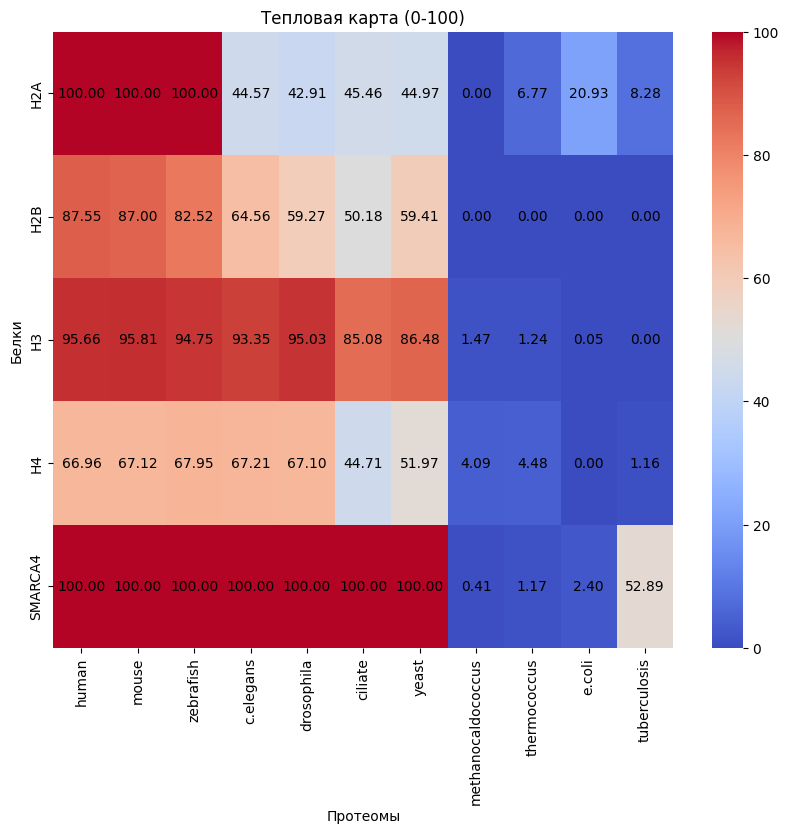 Тепловая карта (0-100)
Белки
H2A 100.00 100.00 100.00 44.57 42.91 45.46 44.97 0.00 6.77 20.93 8.28
H2B 87.55 87.00 82.52 64.56 59.27 50.18 59.41 0.00 0.00 0.00 0.00
H3 95.66 95.81 94.75 93.35 95.03 85.08 86.48 1.47 1.24 0.05 0.00
H4 66.96 67.12 67.95 67.21 67.10 44.71 51.97 4.09 4.48 0.00 1.16
SMARCA4 100.00 100.00 100.00 100.00 100.00 100.00 100.00 0.41 1.17 2.40 52.89
human
mouse
zebrafish
c.elegans
drosophila
ciliate
yeast
methanocaldococcus
thermococcus
e.coli
tuberculosis
Протеомы
100
80
60
40
20
0